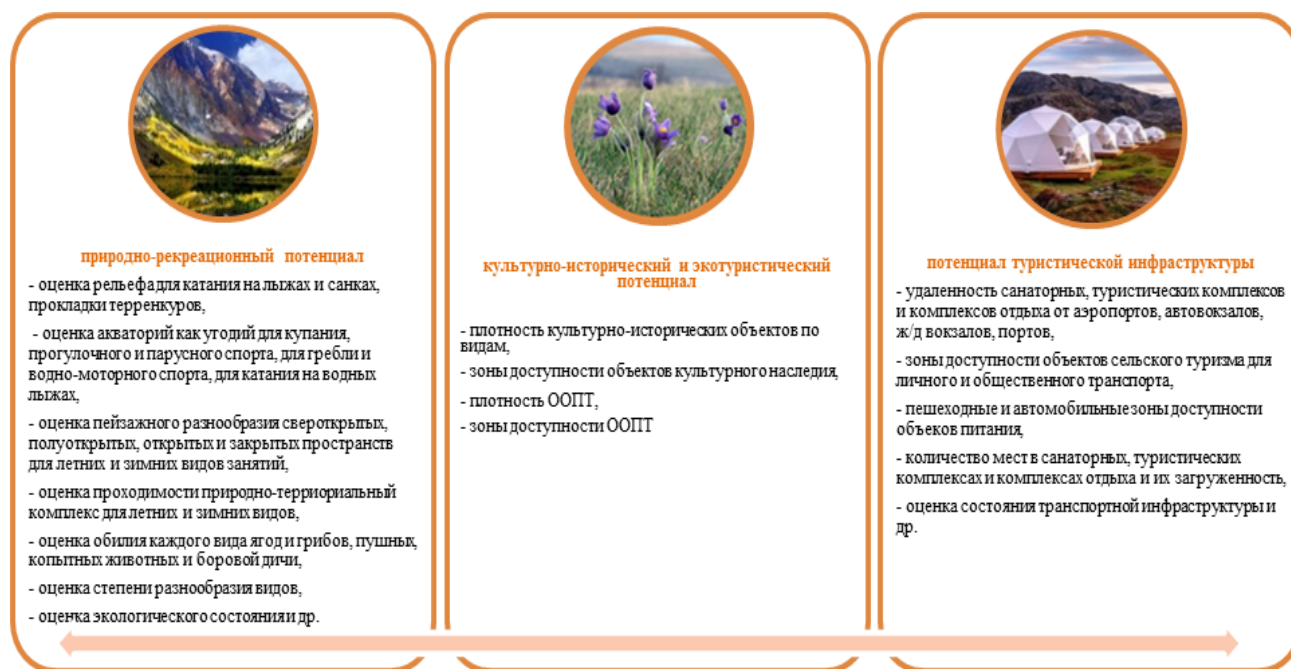 природно-рекреационный потенциал
- оценка рельефа для катания на лыжах и санках,
прокладки терренкуров,
- оценка акваторий как угодий для купания,
прогулочного и парусного спорта, для гребли и
водно-моторного спорта, для катания на водных
лыжах,
- оценка пейзажного разнообразия свероткрытых,
полуоткрытых, открытых и закрытых пространств
для летних и зимних видов занятий,
- оценка проходимости природно-терриориальный
комплекс для летних и зимних видов,
- оценка обилия каждого вида ягод и грибов, пушных,
копытных животных и боровой дичи,
- оценка степени разнообразия видов,
- оценка экологического состояния и др.
культурно-исторический и экотуристический
потенциал
- плотность культурно-исторических объектов по
видам,
- зоны доступности объектов культурного наследия,
- плотность ООПТ,
- зоны доступности ООПТ
потенциал туристической инфраструктуры
- удаленность санаторных, туристических комплексов
и комплексов отдыха от аэропортов, автовокзалов,
ж/д вокзалов, портов,
- зоны доступности объектов сельского туризма для
личного и общественного транспорта,
- пешеходные и автомобильные зоны доступности
объеков питания,
- количество мест в санаторных, туристических
комплексах и комплексах отдыха и их загруженность,
- оценка состояния транспортной инфраструктуры и
др.